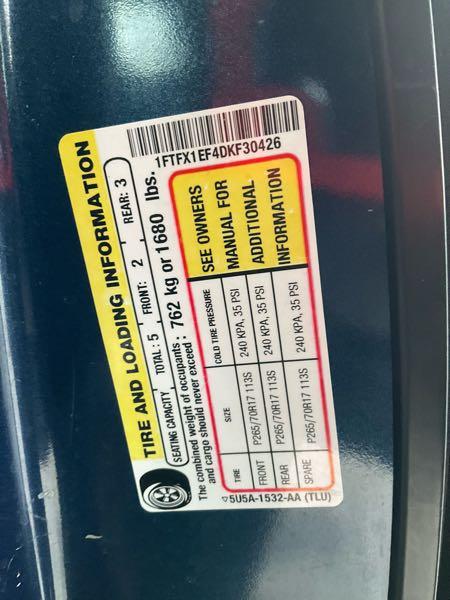 TIRE AND LOADING INFORMATION
SEATING CAPACITY TOTAL: 5 FRONT: 2 REAR: 3
The combined weight of occupants and cargo should never exceed: 762 kg or 1680 lbs.
TIRE SIZE COLD TIRE PRESSURE
FRONT P265/70R17 113S 240 KPA, 35 PSI
REAR P265/70R17 113S 240 KPA, 35 PSI
SPARE P265/70R17 113S 240 KPA, 35 PSI
SEE OWNERS
MANUAL FOR
ADDITIONAL
INFORMATION
5U5A-1532-AA (TLU)
1FTFX1EF4DKF30426